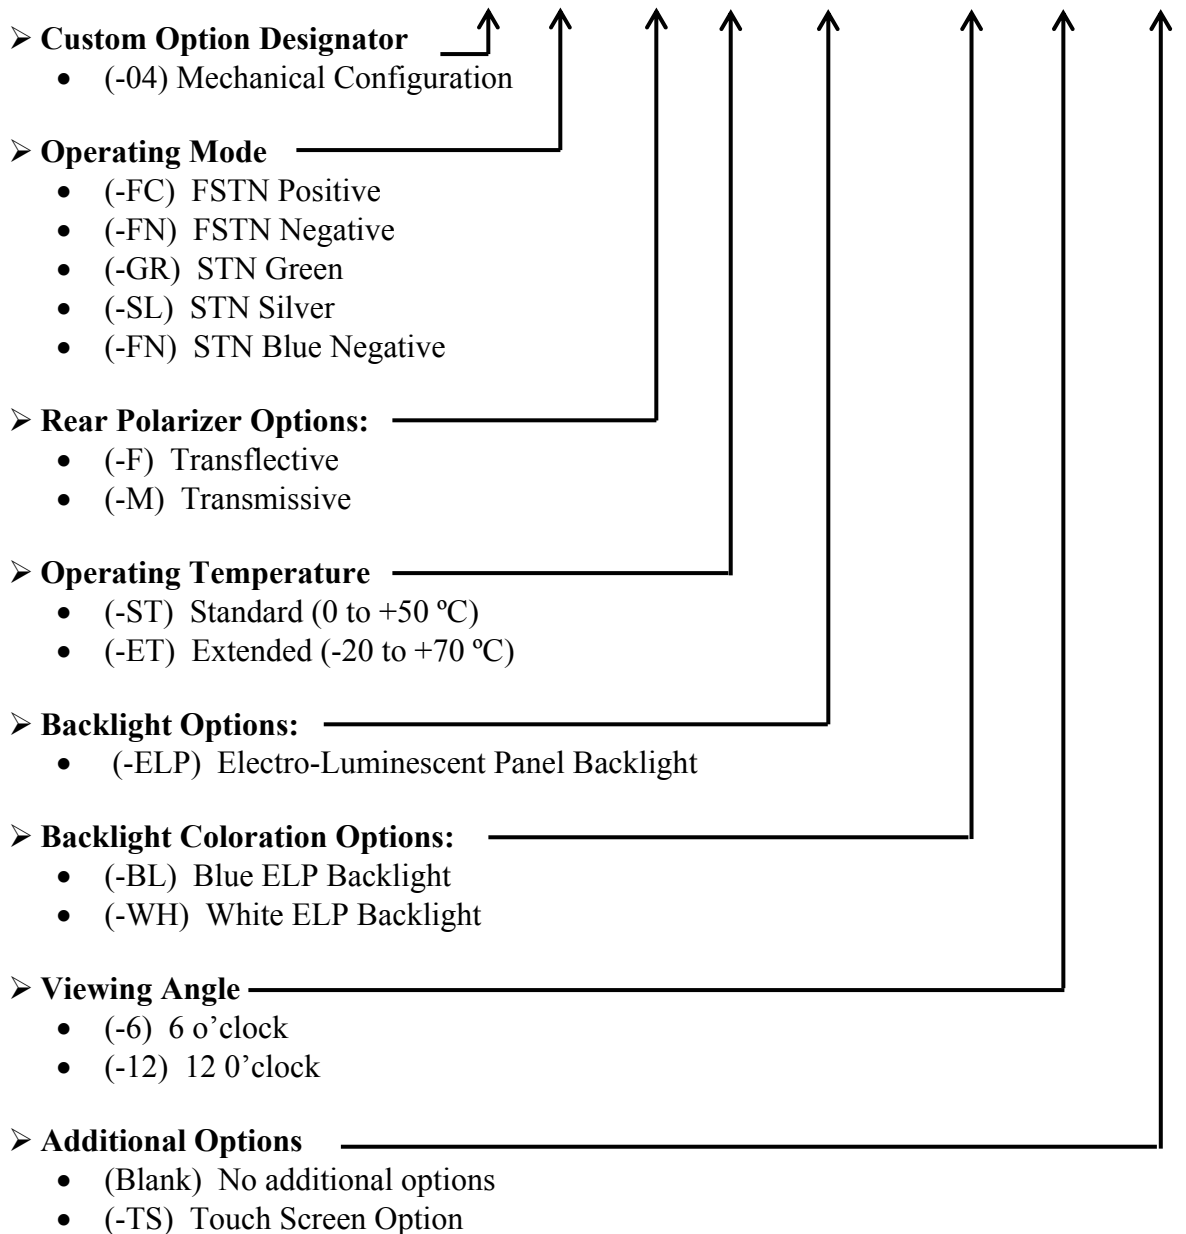 ➢ Custom Option Designator
• (-04) Mechanical Configuration
➢ Operating Mode
• (-FC) FSTN Positive
• (-FN) FSTN Negative
• (-GR) STN Green
• (-SL) STN Silver
• (-FN) STN Blue Negative
➢ Rear Polarizer Options:
• (-F) Transflective
• (-M) Transmissive
➢ Operating Temperature
• (-ST) Standard (0 to +50 ºC)
• (-ET) Extended (-20 to +70 ºC)
➢ Backlight Options:
• (-ELP) Electro-Luminescent Panel Backlight
➢ Backlight Coloration Options:
• (-BL) Blue ELP Backlight
• (-WH) White ELP Backlight
➢ Viewing Angle
• (-6) 6 o’clock
• (-12) 12 0’clock
➢ Additional Options
• (Blank) No additional options
• (-TS) Touch Screen Option